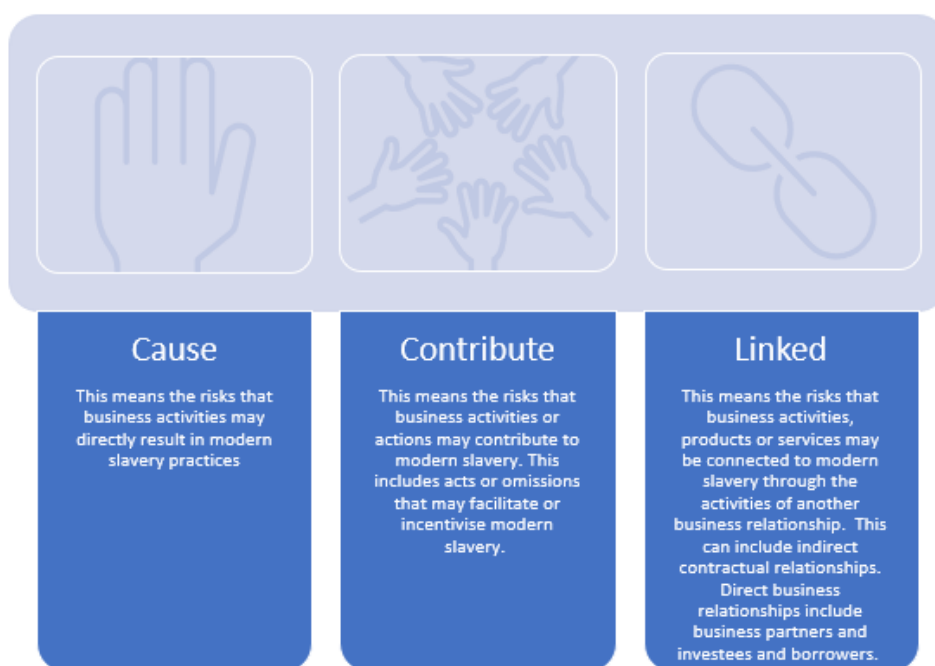 Cause
This means the risks that
business activities may
directly result in modern
slavery practices
Contribute
This means the risks that
business activities or
actions may contribute to
modern slavery. This
includes acts or omissions
that may facilitate or
incentivise modern
slavery.
Linked
This means the risks that
business activities,
products or services may
be connected to modern
slavery through the
activities of another
business relationship.  This
can include indirect
contractual relationships.
Direct business
relationships include
business partners and
investees and borrowers.